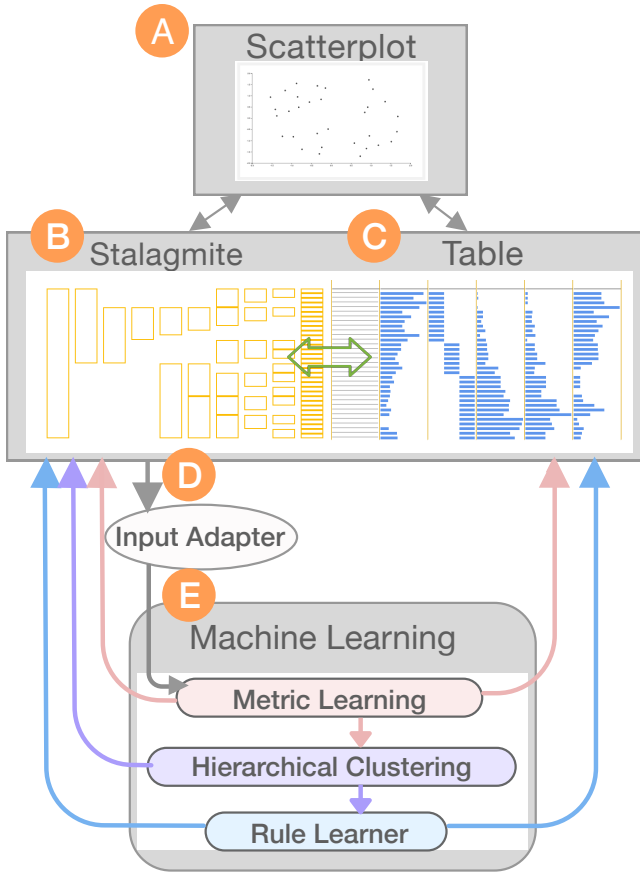 A
Scatterplot
B
Stalagmite
C
Table
D
Input Adapter
E
Machine Learning
Metric Learning
Hierarchical Clustering
Rule Learner